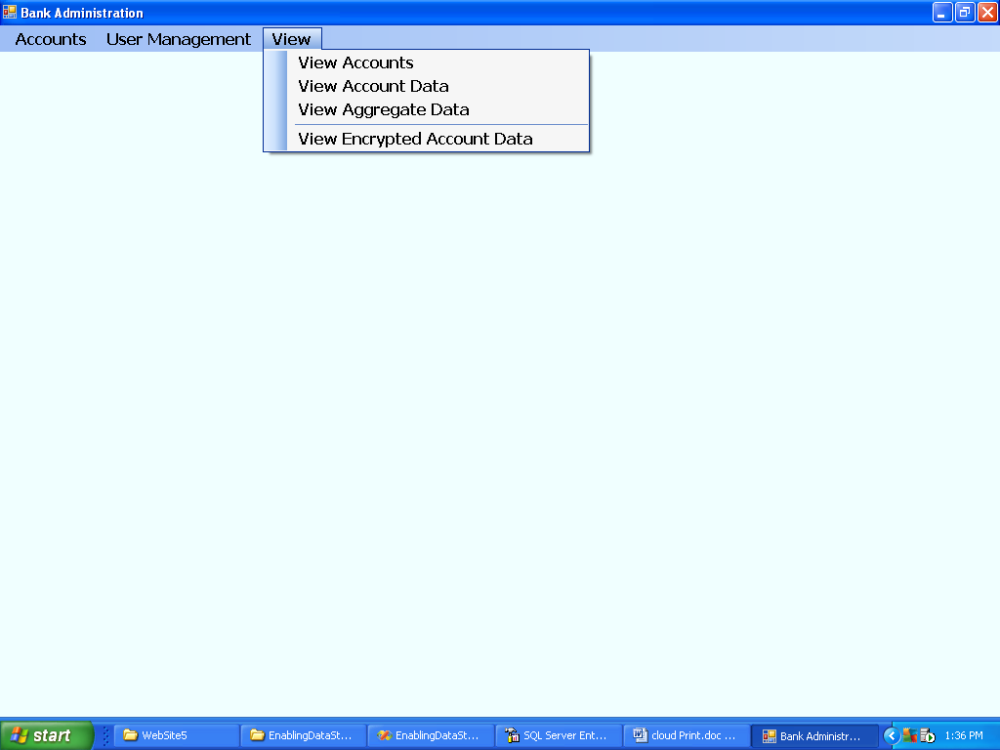 Bank Administration
Accounts User Management View
View Accounts
View Account Data
View Aggregate Data
View Encrypted Account Data
start WebSite5 EnablingDataSt... EnablingDataSt... SQL Server Ent... cloud Print.doc ... Bank Administr... 1:36 PM